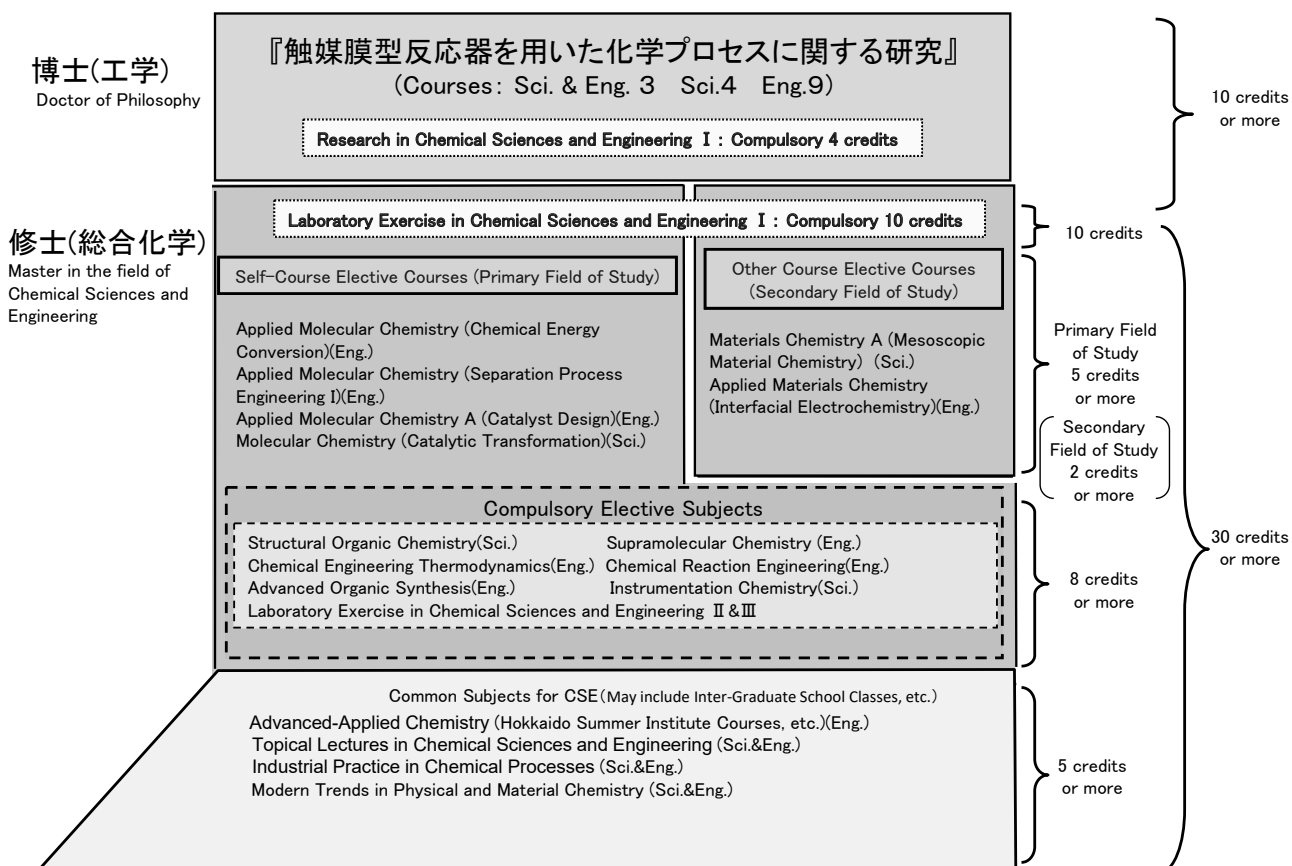 博士(工学)
Doctor of Philosophy
『触媒膜型反応器を用いた化学プロセスに関する研究』
(Courses: Sci. & Eng. 3 Sci.4 Eng.9)
Research in Chemical Sciences and Engineering Ⅰ : Compulsory 4 credits
10 credits
or more
修士(総合化学)
Master in the field of
Chemical Sciences and
Engineering
Laboratory Exercise in Chemical Sciences and Engineering Ⅰ : Compulsory 10 credits
10 credits
Self-Course Elective Courses (Primary Field of Study)
Applied Molecular Chemistry (Chemical Energy
Conversion)(Eng.)
Applied Molecular Chemistry (Separation Process
Engineering I)(Eng.)
Applied Molecular Chemistry A (Catalyst Design)(Eng.)
Molecular Chemistry (Catalytic Transformation)(Sci.)
Other Course Elective Courses
(Secondary Field of Study)
Materials Chemistry A (Mesoscopic
Material Chemistry) (Sci.)
Applied Materials Chemistry
(Interfacial Electrochemistry)(Eng.)
Primary Field
of Study
5 credits
or more
Secondary
Field of Study
2 credits
or more
30 credits
or more
Compulsory Elective Subjects
Structural Organic Chemistry(Sci.) Supramolecular Chemistry (Eng.)
Chemical Engineering Thermodynamics(Eng.) Chemical Reaction Engineering(Eng.)
Advanced Organic Synthesis(Eng.) Instrumentation Chemistry(Sci.)
Laboratory Exercise in Chemical Sciences and Engineering Ⅱ&Ⅲ
8 credits
or more
Common Subjects for CSE(May include Inter-Graduate School Classes, etc.)
Advanced-Applied Chemistry (Hokkaido Summer Institute Courses, etc.)(Eng.)
Topical Lectures in Chemical Sciences and Engineering (Sci.&Eng.)
Industrial Practice in Chemical Processes (Sci.&Eng.)
Modern Trends in Physical and Material Chemistry (Sci.&Eng.)
5 credits
or more